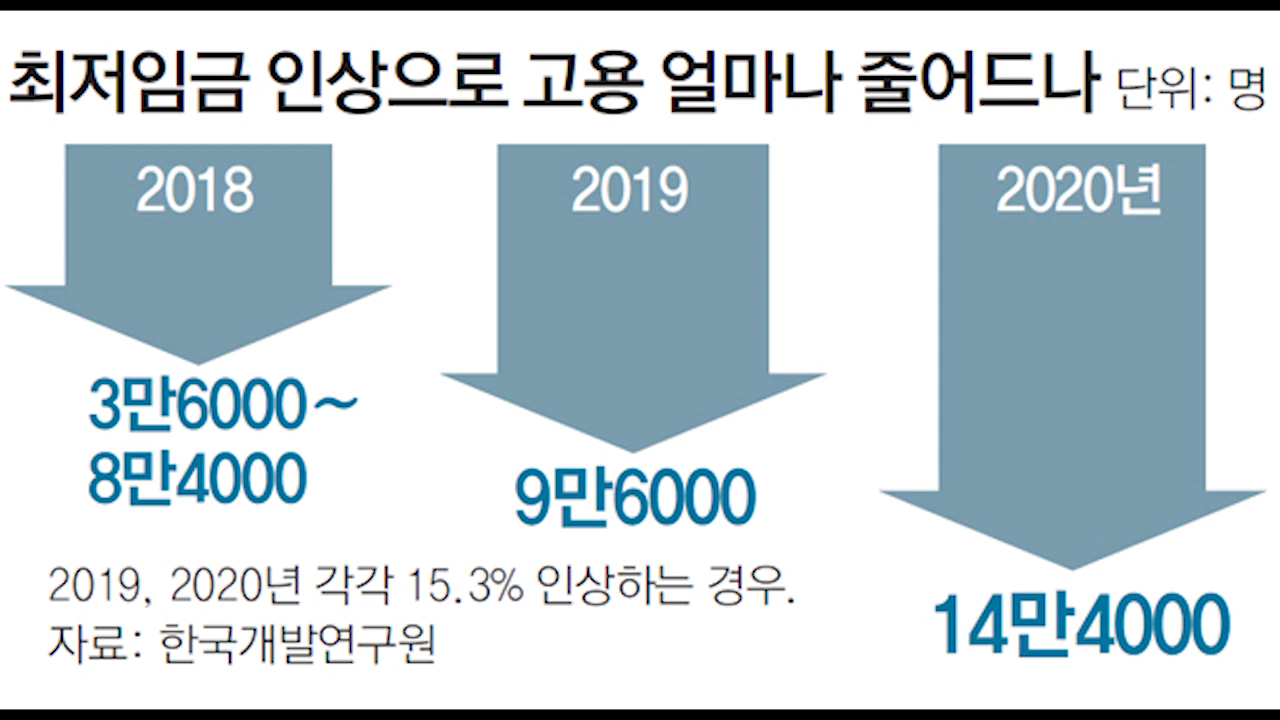 최저임금 인상으로 고용 얼마나 줄어드나 단위: 명
2018
3만6000~
8만4000
2019
9만6000
2020년
14만4000
2019, 2020년 각각 15.3% 인상하는 경우.
자료: 한국개발연구원